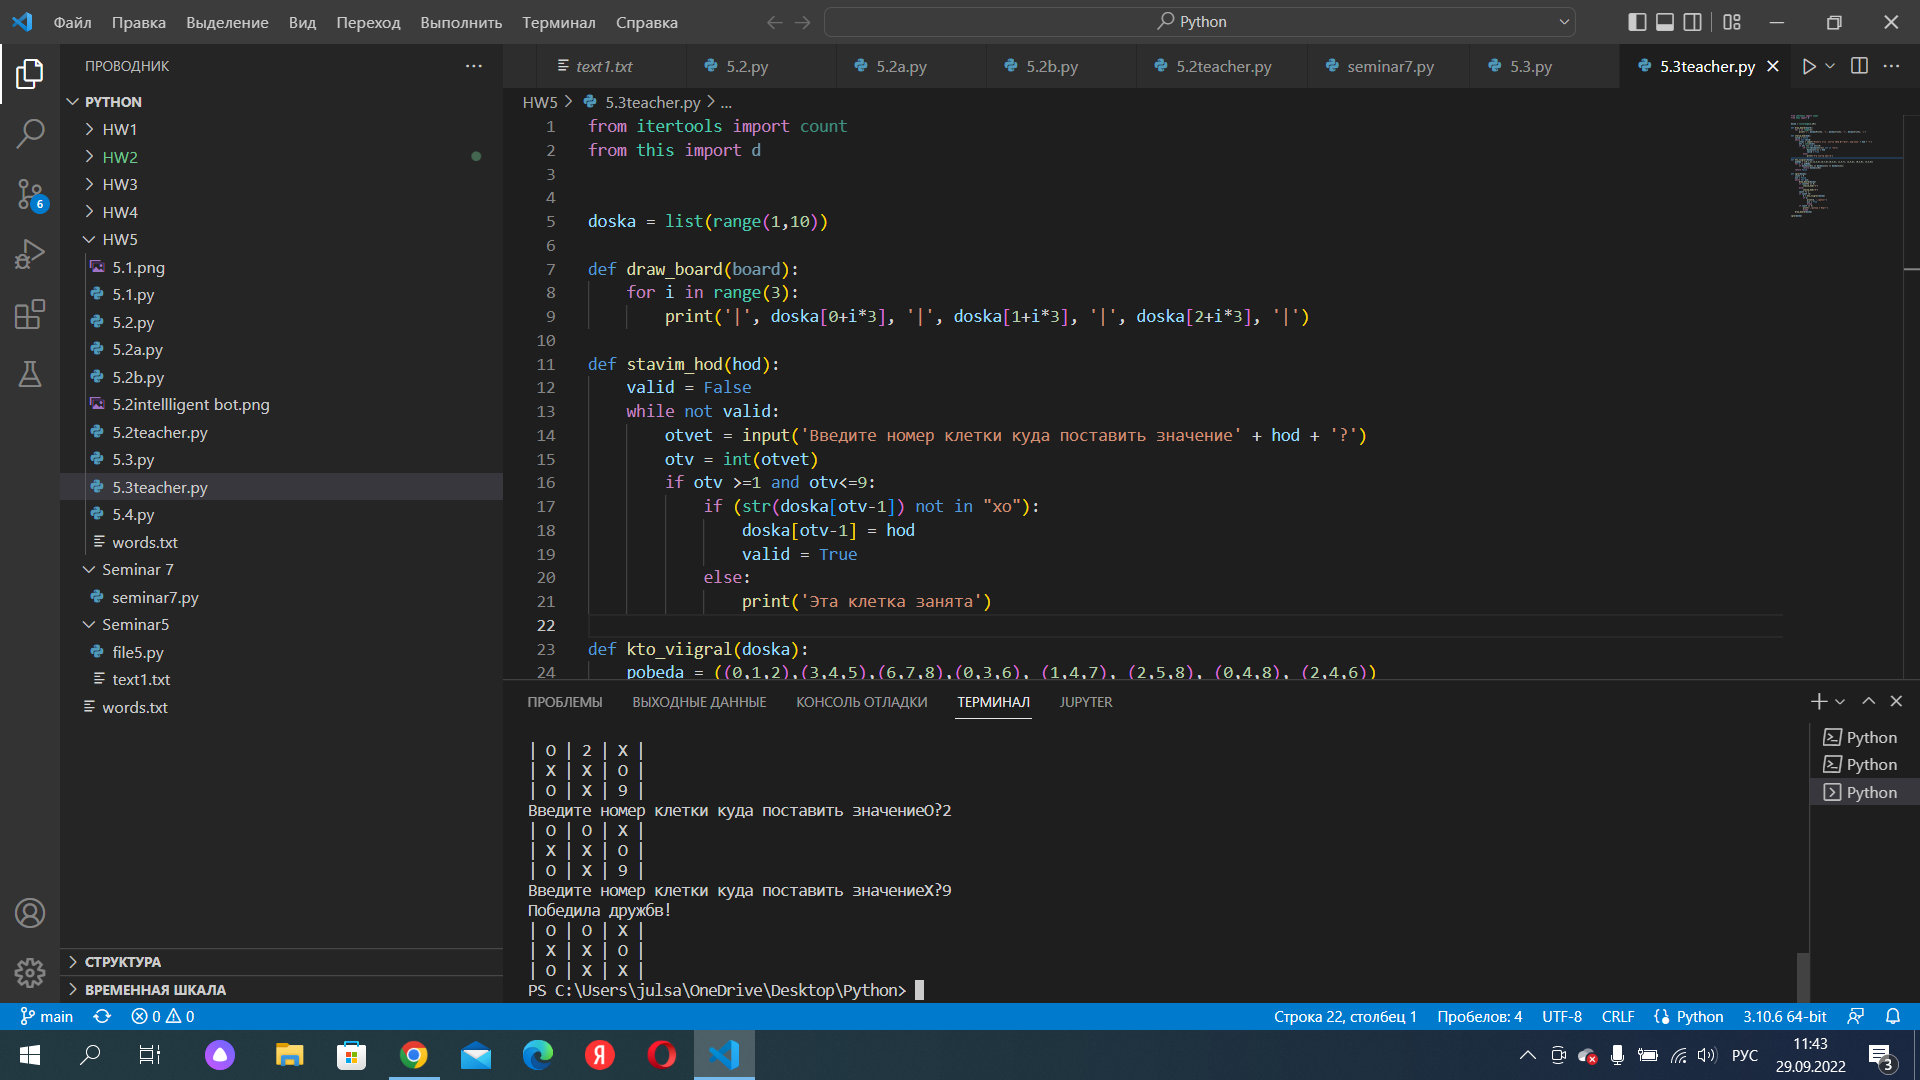 Файл Правка Выделение Вид Переход Выполнить Терминал Справка Python
ПРОВОДНИК
text1.txt 5.2.py 5.2a.py 5.2b.py 5.2teacher.py seminar7.py 5.3.py 5.3teacher.py
PYTHON
HW1
HW2
HW3
HW4
HW5
5.1.png
5.1.py
5.2.py
5.2a.py
5.2b.py
5.2intellligent bot.png
5.2teacher.py
5.3.py
5.3teacher.py
5.4.py
words.txt
Seminar 7
seminar7.py
Seminar5
file5.py
text1.txt
words.txt
СТРУКТУРА
ВРЕМЕННАЯ ШКАЛА
6
HW5 > 5.3teacher.py > ...
1 from itertools import count
2 from this import d
3
4
5 doska = list(range(1,10))
6
7 def draw_board(board):
8 for i in range(3):
9 print('|', doska[0+i*3], '|', doska[1+i*3], '|', doska[2+i*3], '|')
10
11 def stavim_hod(hod):
12 valid = False
13 while not valid:
14 otvet = input('Введите номер клетки куда поставить значение' + hod + '?')
15 otv = int(otvet)
16 if otv >=1 and otv<=9:
17 if (str(doska[otv-1]) not in "xo"):
18 doska[otv-1] = hod
19 valid = True
20 else:
21 print('Эта клетка занята')
22
23 def kto_viigral(doska):
24 pobeda = ((0,1,2),(3,4,5),(6,7,8),(0,3,6), (1,4,7), (2,5,8), (0,4,8), (2,4,6))
ПРОБЛЕМЫ ВЫХОДНЫЕ ДАННЫЕ КОНСОЛЬ ОТЛАДКИ ТЕРМИНАЛ JUPYTER
| O | 2 | X |
| X | X | O |
| O | X | 9 |
Введите номер клетки куда поставить значениеO?2
| O | O | X |
| X | X | O |
| O | X | 9 |
Введите номер клетки куда поставить значениеX?9
Победила дружбв!
| O | O | X |
| X | X | O |
| O | X | X |
PS C:\Users\julsa\OneDrive\Desktop\Python>
Python
Python
Python
main 0 0 Строка 22, столбец 1 Пробелов: 4 UTF-8 CRLF Python 3.10.6 64-bit
Я РУС 11:43
29.09.2022
3